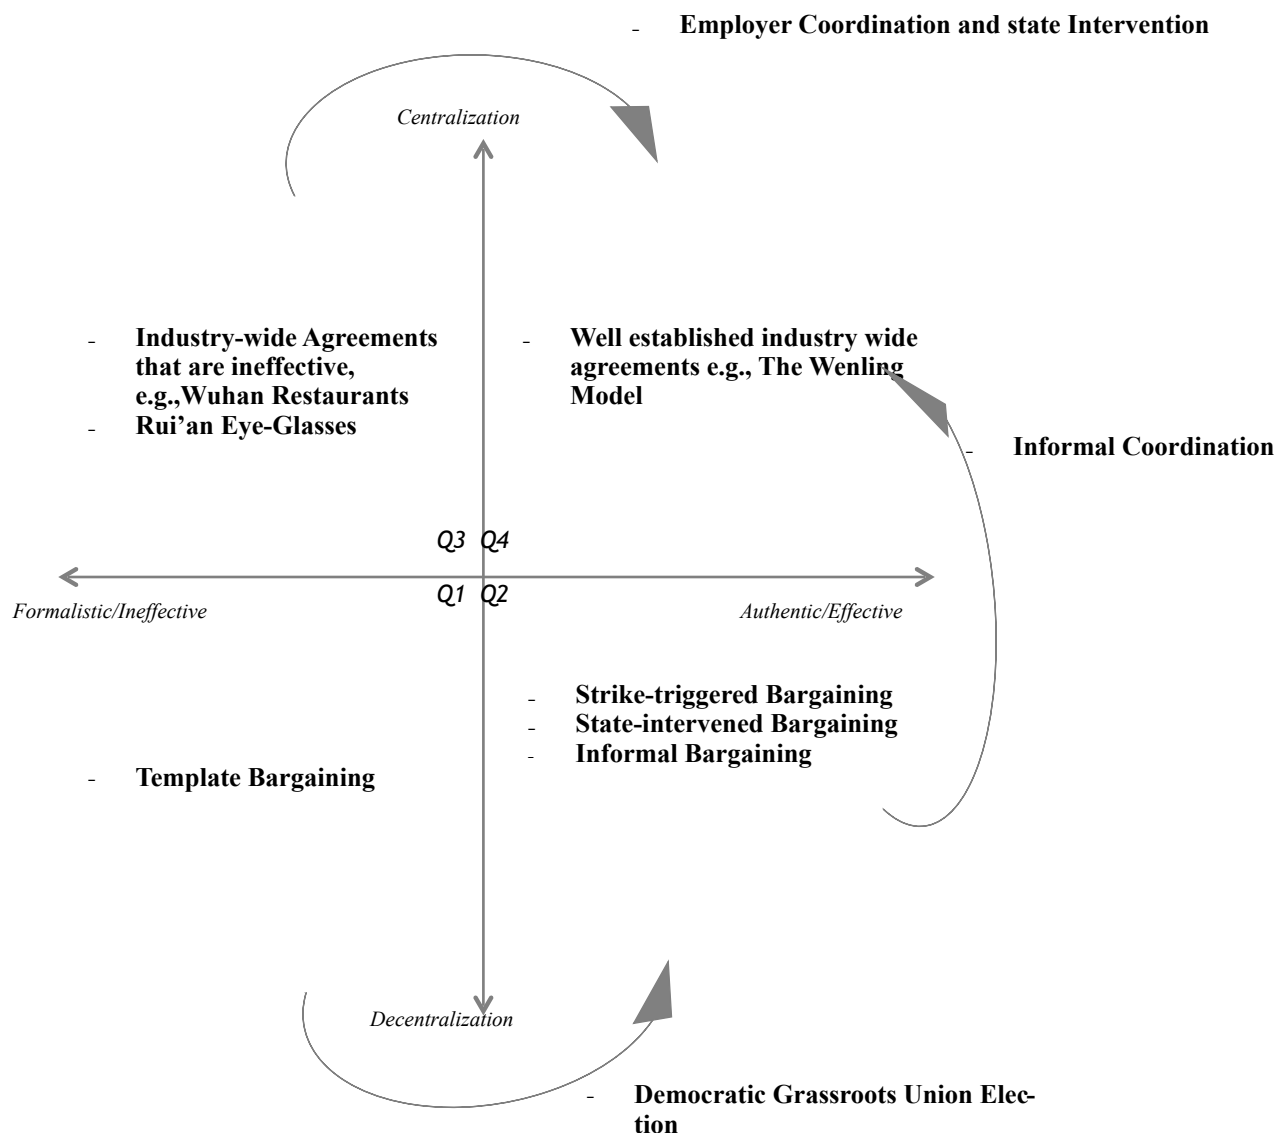 - Employer Coordination and state Intervention
Centralization
- Industry-wide Agreements
that are ineffective,
e.g.,Wuhan Restaurants
- Rui’an Eye-Glasses
- Well established industry wide
agreements e.g., The Wenling
Model
- Informal Coordination
Q3 Q4
Q1 Q2
Formalistic/Ineffective
Authentic/Effective
- Strike-triggered Bargaining
- State-intervened Bargaining
- Informal Bargaining
- Template Bargaining
Decentralization
- Democratic Grassroots Union Elec-
tion